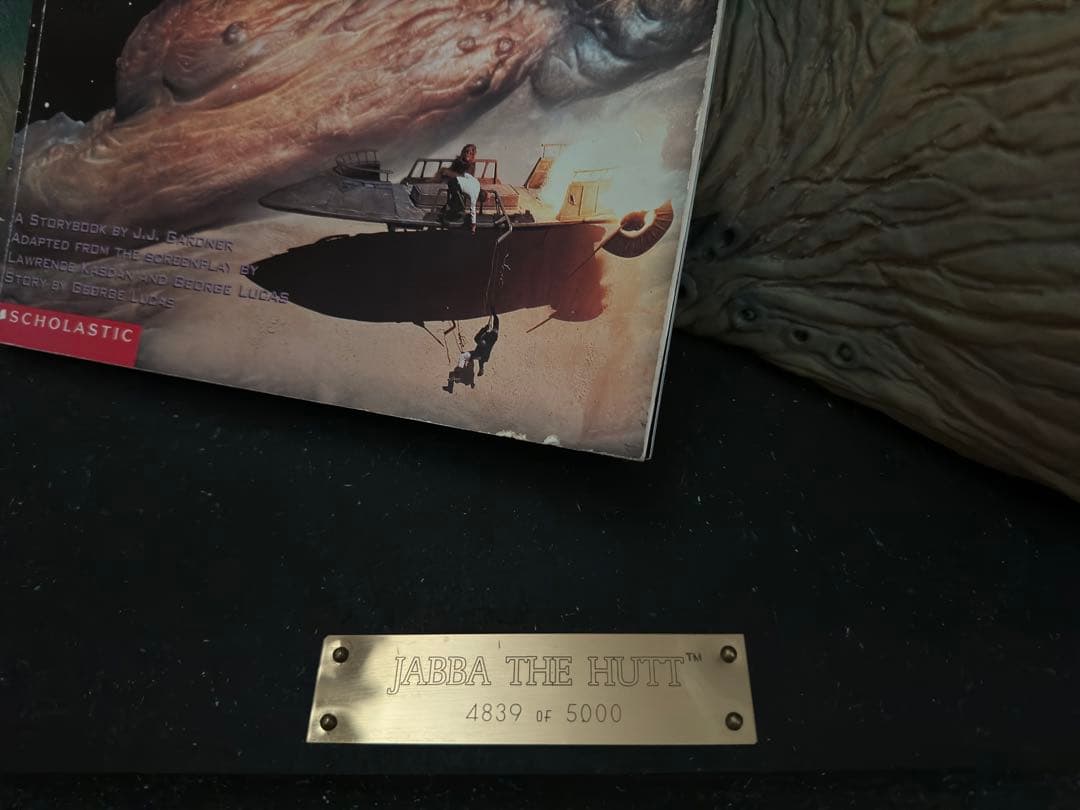 A STORYBOOK BY J.J. GARDNER
ADAPTED FROM THE SCREENPLAY BY
LAWRENCE KASDAN AND GEORGE LUCAS
STORY BY GEORGE LUCAS
SCHOLASTIC
JABBA THE HUTT™
4839 OF 5000